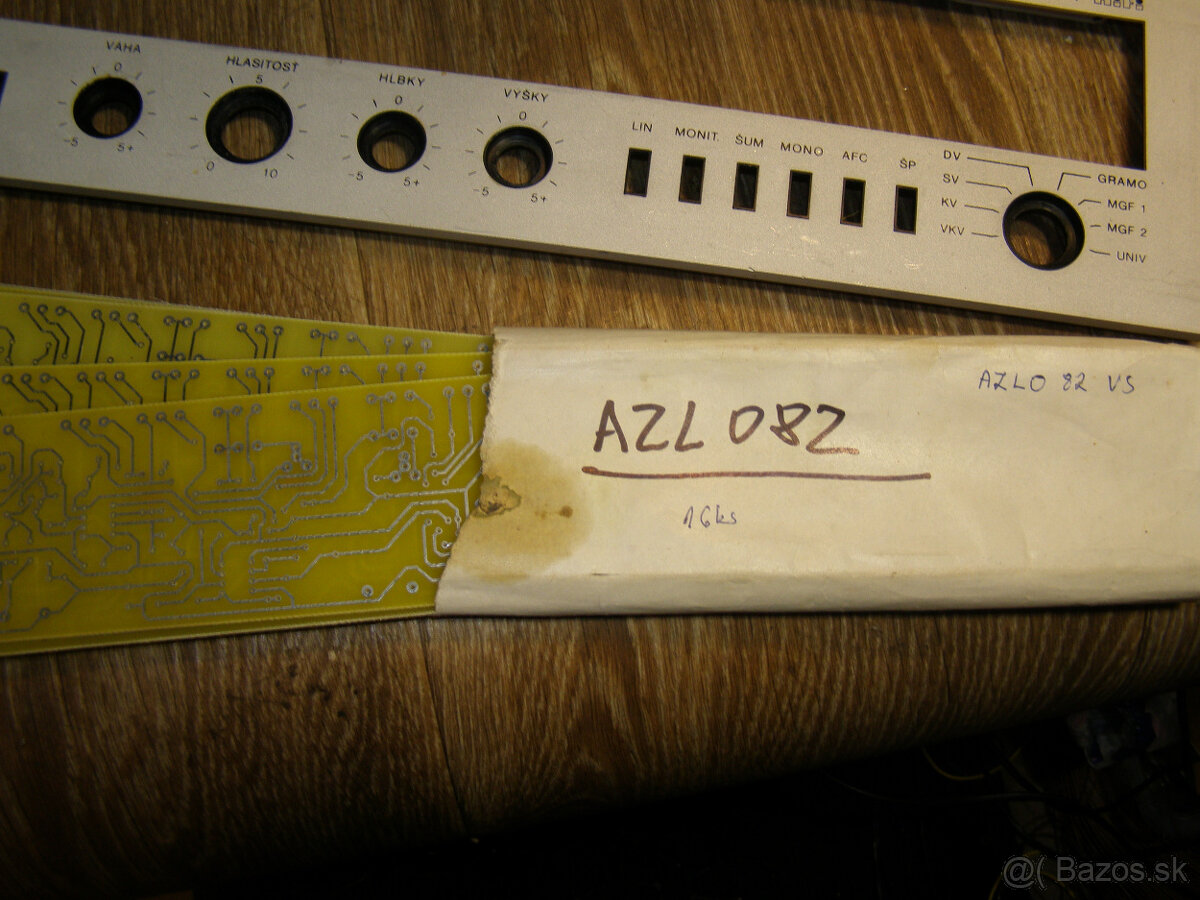 VÁHA
0
-5 5+
HLASITOSŤ
5
0 10
HĹBKY
0
-5 5+
VÝŠKY
0
-5 5+
LIN MONIT. ŠUM MONO AFC ŠP
DV
SV
KV
VKV
GRAMO
MGF 1
MGF 2
UNIV
AZLO 82 VS
AZL 082
16ks
@( Bazos.sk